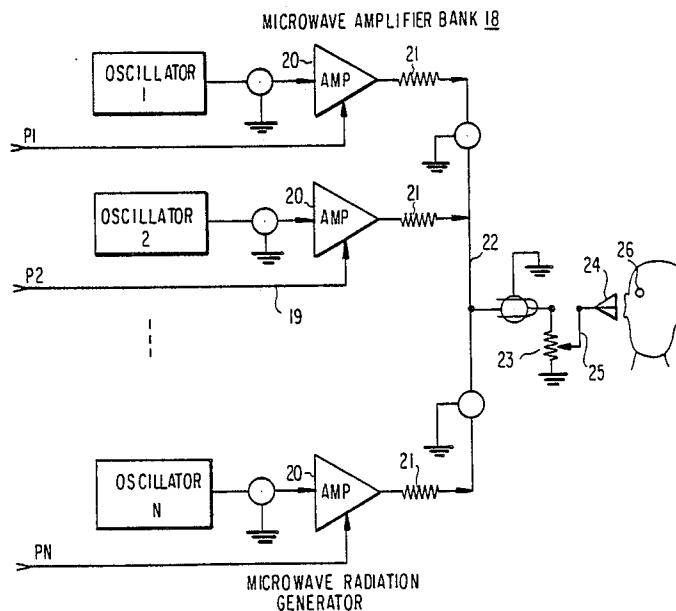 MICROWAVE AMPLIFIER BANK 18
OSCILLATOR
1
20
AMP
21
P1
OSCILLATOR
2
20
AMP
21
P2
19
22
24
26
23
25
OSCILLATOR
N
20
AMP
21
PN
MICROWAVE RADIATION
GENERATOR